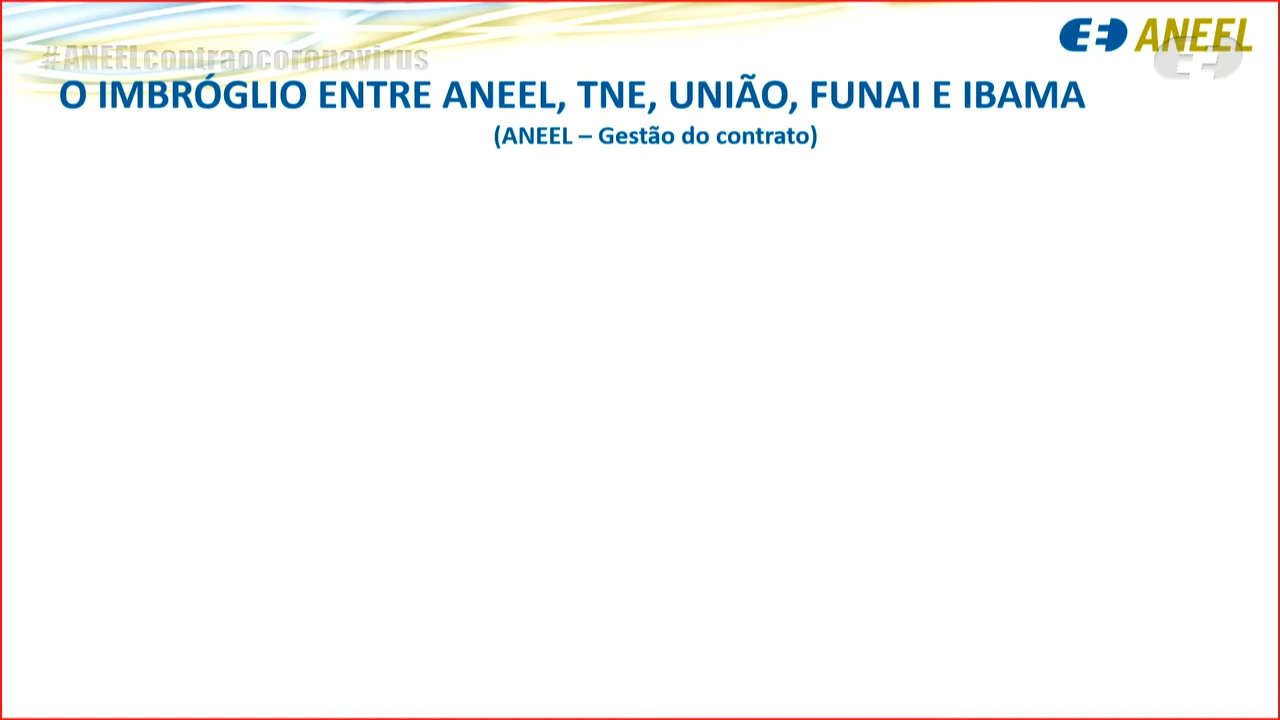 #ANEELcontraocoronavirus
ANEEL
O IMBRÓGLIO ENTRE ANEEL, TNE, UNIÃO, FUNAI E IBAMA
(ANEEL – Gestão do contrato)